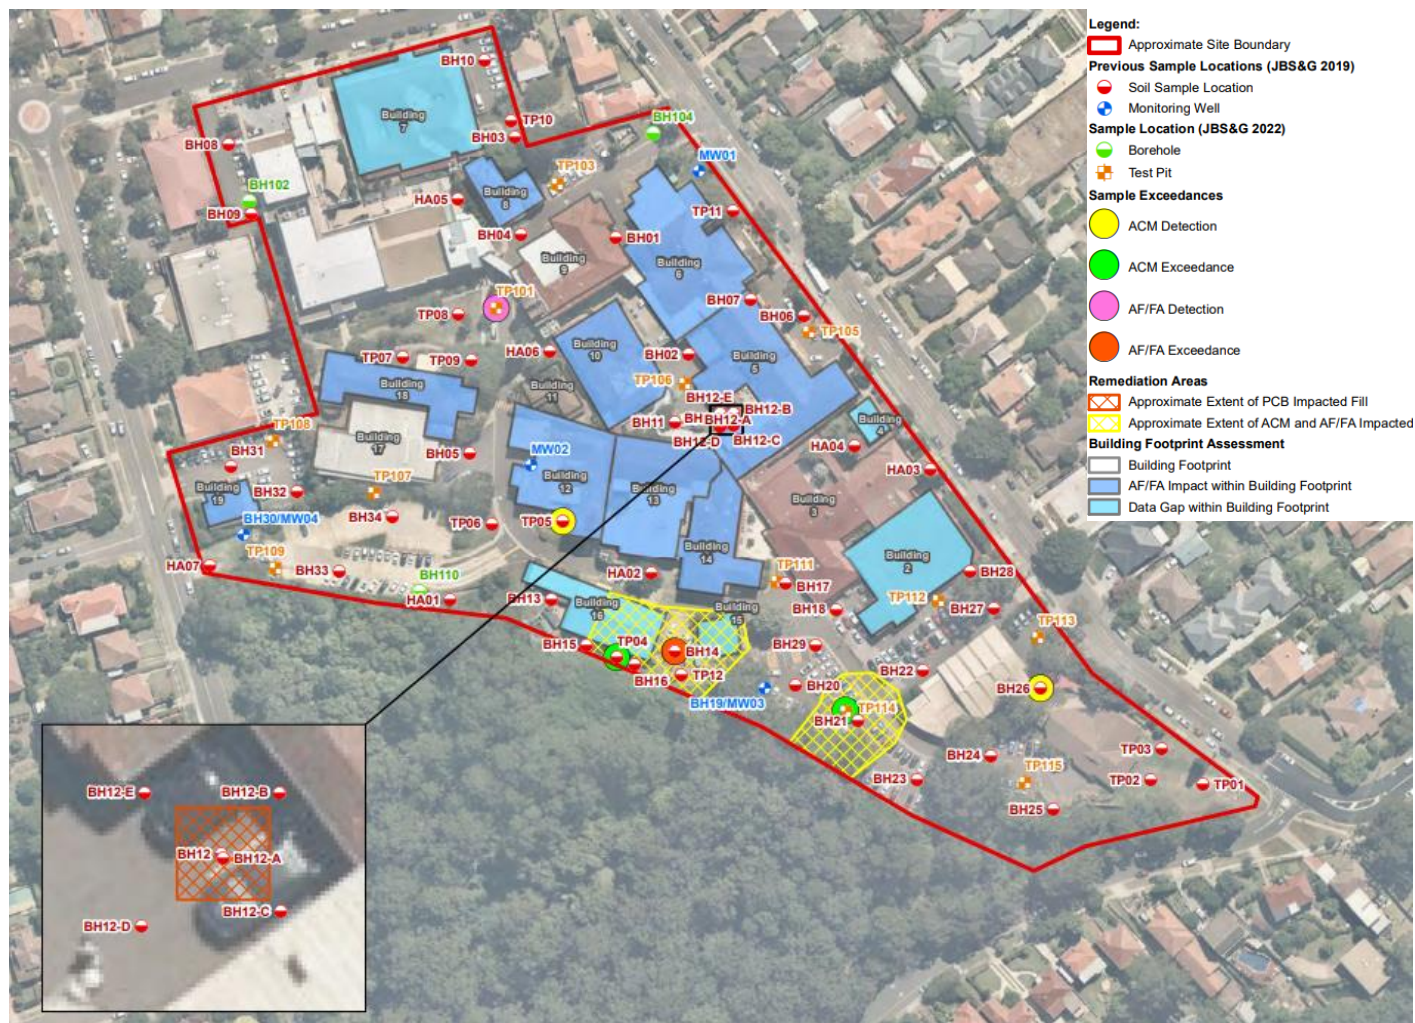 Legend:
Approximate Site Boundary
Previous Sample Locations (JBS&G 2019)
Soil Sample Location
Monitoring Well
Sample Location (JBS&G 2022)
Borehole
Test Pit
Sample Exceedances
ACM Detection
ACM Exceedance
AF/FA Detection
AF/FA Exceedance
Remediation Areas
Approximate Extent of PCB Impacted Fill
Approximate Extent of ACM and AF/FA Impacted
Building Footprint Assessment
Building Footprint
AF/FA Impact within Building Footprint
Data Gap within Building Footprint
BH10
TP10
BH03
BH104
Building
7
BH08
MW01
TP103
BH102
Building
8
HA05
BH09
TP11
BH04
BH01
Building
9
Building
6
TP101
BH07
TP08
BH06
TP105
Building
10
HA06
BH02
Building
5
TP07
TP09
TP106
Building
18
Building
11
BH12-E
BH12-B
BH11
BH
BH12-A
Building
4
TP108
BH12-D
BH12-C
Building
17
HA04
BH31
BH05
MW02
HA03
Building
19
BH32
TP107
Building
12
Building
13
Building
3
BH30/MW04
BH34
TP06
TP05
TP109
Building
14
Building
2
HA07
BH33
BH110
HA02
TP111
BH17
BH28
HA01
BH13
Building
16
Building
15
BH18
TP112
BH27
TP113
BH15
TP04
BH14
BH29
BH16
TP12
BH22
BH20
BH26
BH19/MW03
TP114
BH21
TP03
BH24
TP115
TP02
TP01
BH23
BH25
BH12-E
BH12-B
BH12
BH12-A
BH12-C
BH12-D